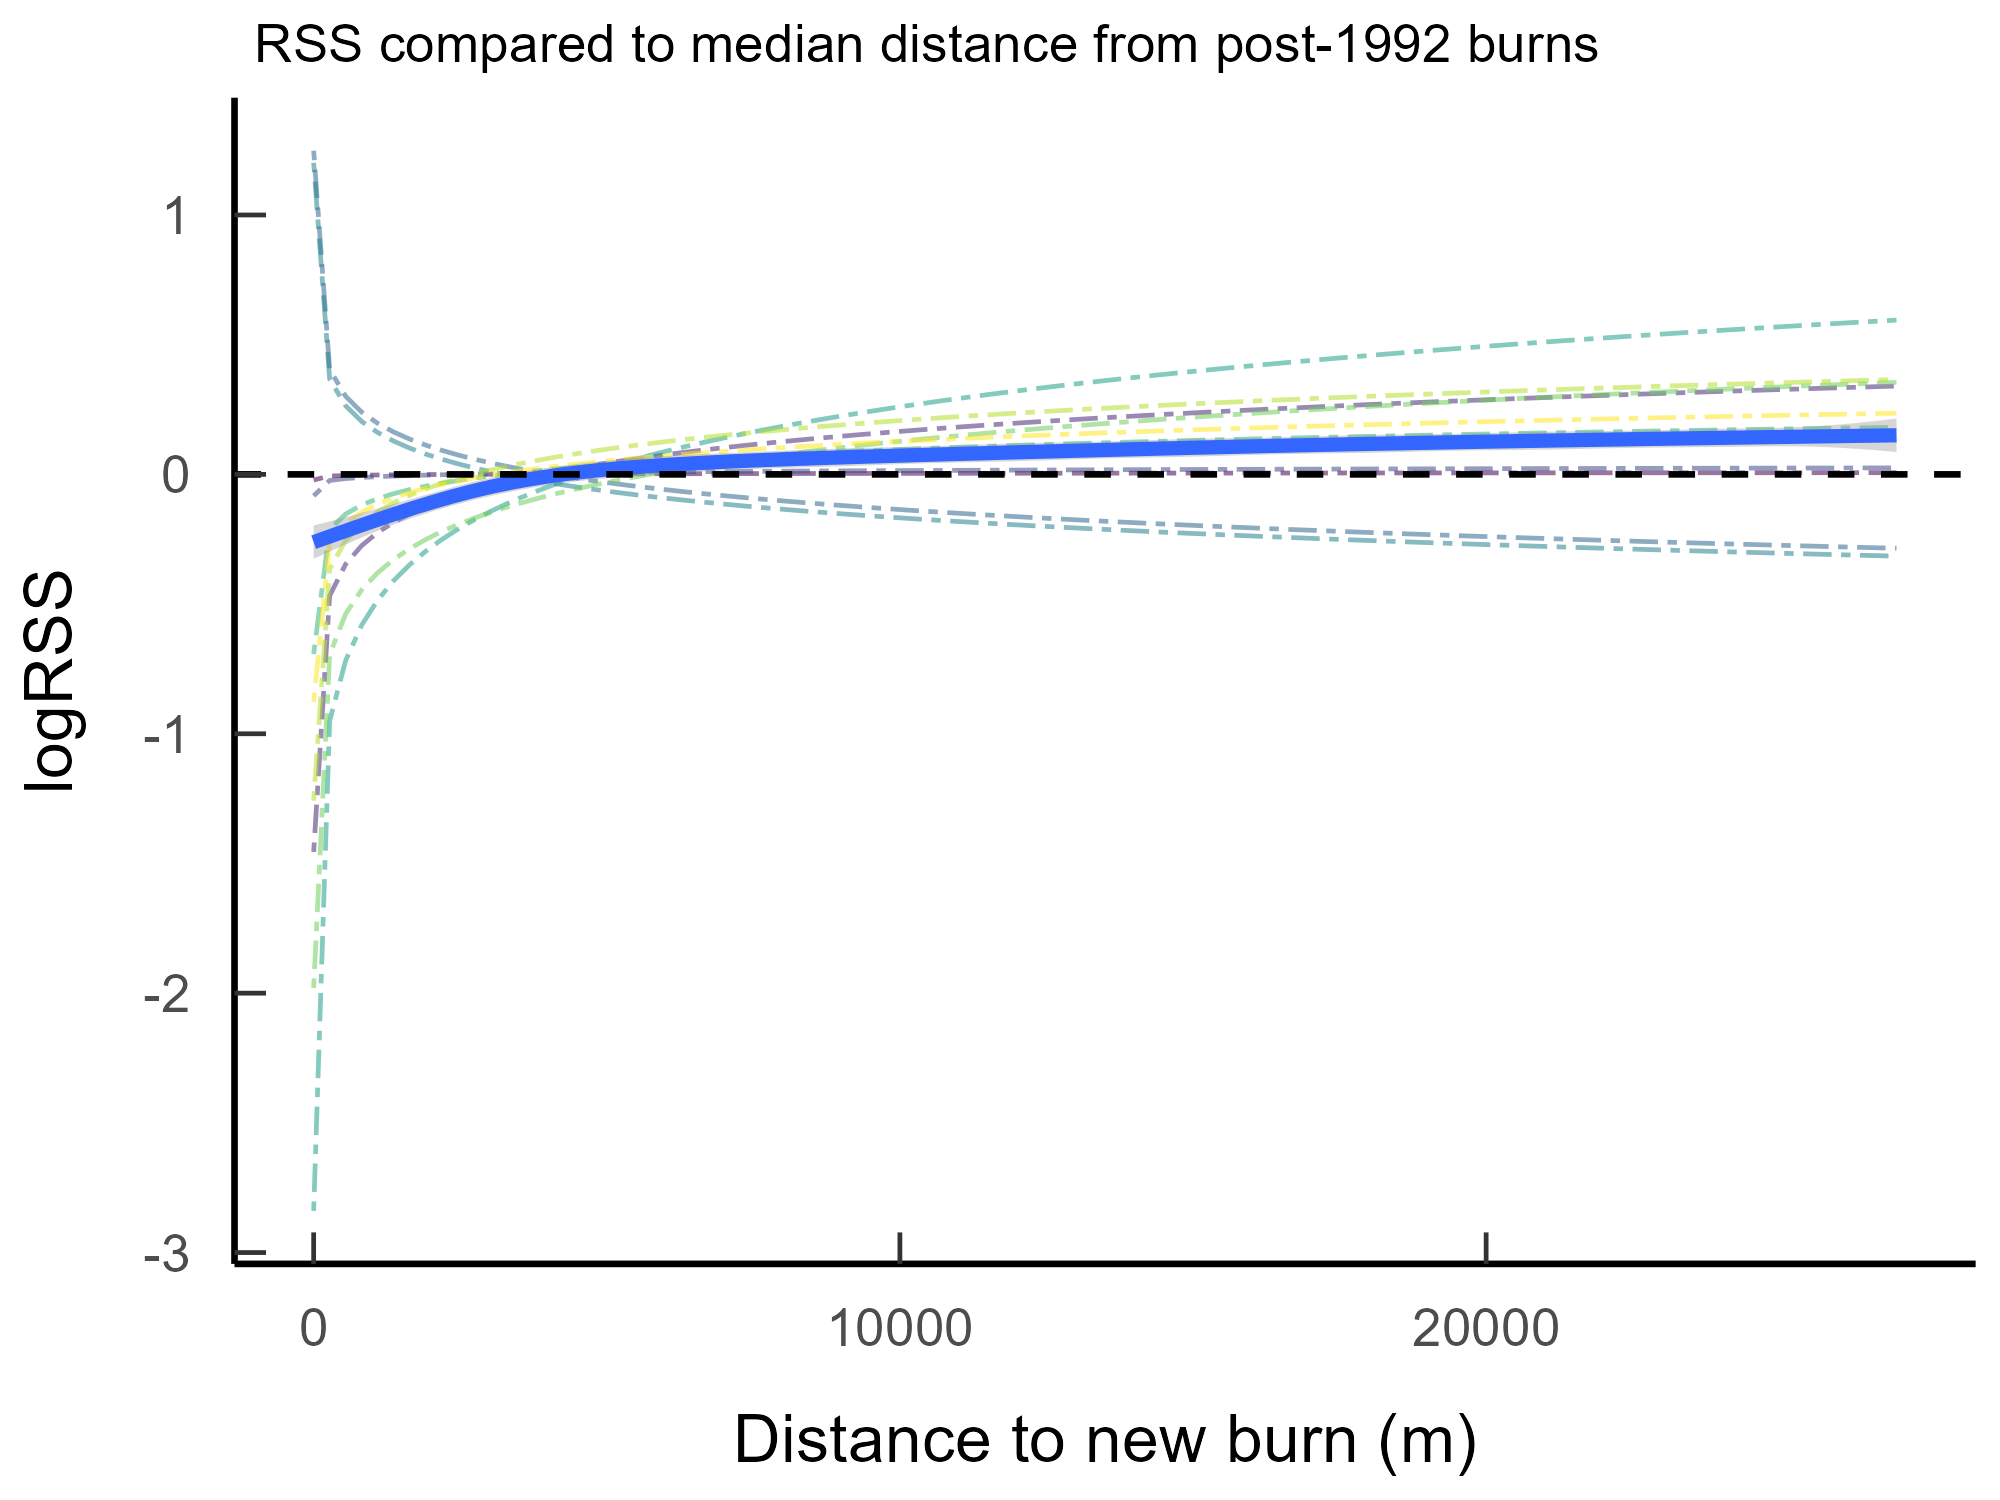 RSS compared to median distance from post-1992 burns
1
0
-1
-2
-3
logRSS
0 10000 20000
Distance to new burn (m)